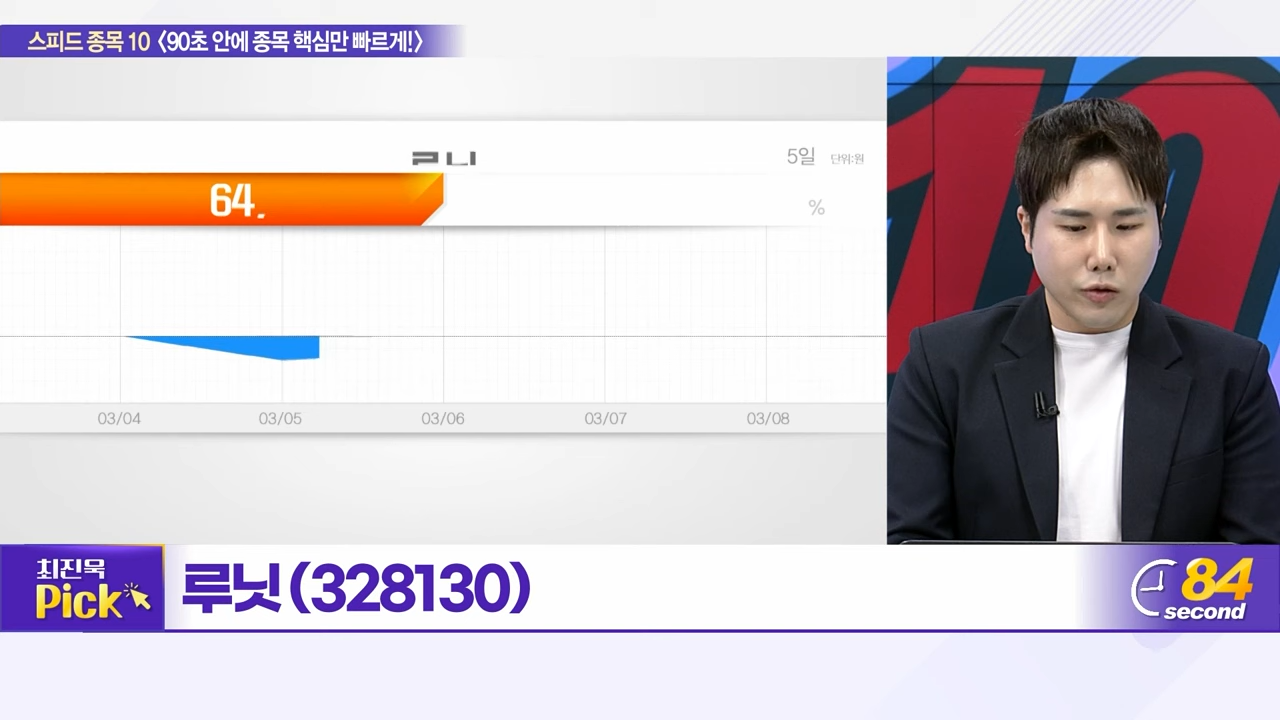 스피드 종목 10 <90초 안에 종목 핵심만 빠르게!>
5일 단위:원
64.
%
03/04 03/05 03/06 03/07 03/08
최진욱
Pick
루닛(328130)
84
second